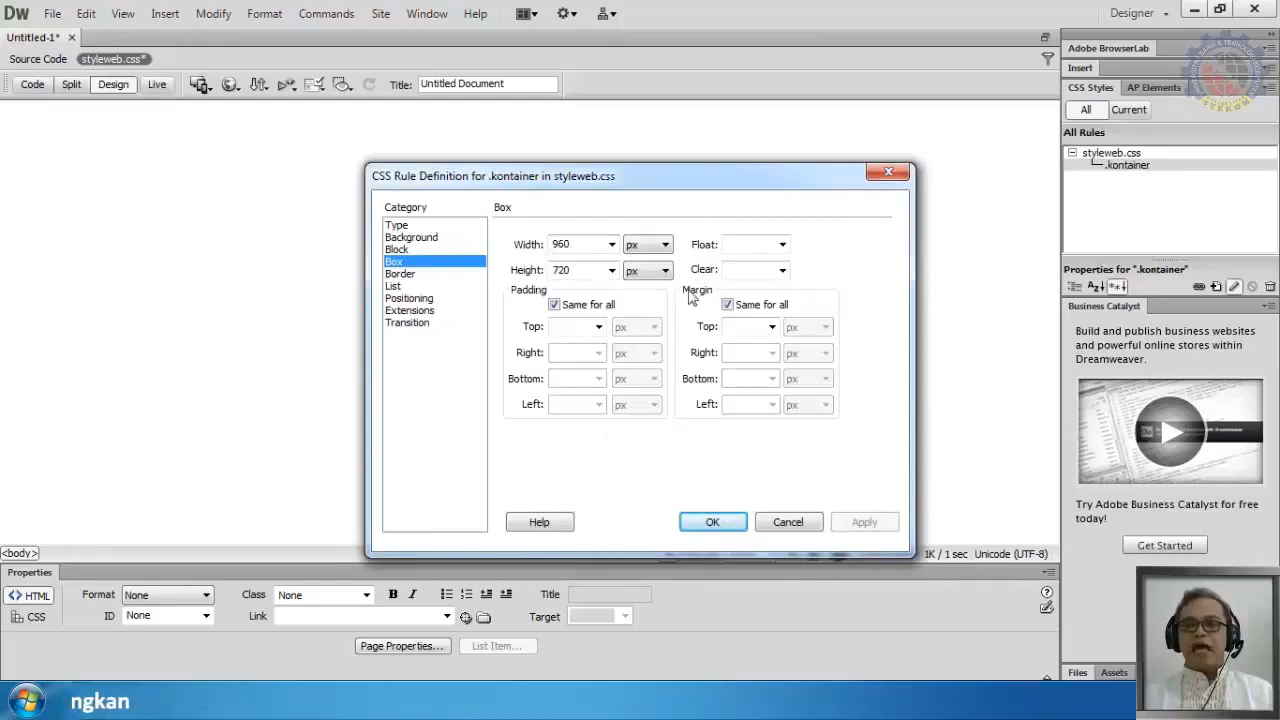 Dw File Edit View Insert Modify Format Commands Site Window Help Designer
Untitled-1*
Source Code styleweb.css*
Code Split Design Live Title: Untitled Document
Adobe BrowserLab
Insert
CSS Styles AP Elements
All Current
All Rules
styleweb.css
.kontainer
Properties for ".kontainer"
Business Catalyst
Build and publish business websites
and powerful online stores within
Dreamweaver.
Try Adobe Business Catalyst for free
today!
Get Started
Files Assets
STEKOM
CSS Rule Definition for .kontainer in styleweb.css
Category
Type
Background
Block
Box
Border
List
Positioning
Extensions
Transition
Box
Width: 960 px Float:
Height: 720 px Clear:
Padding Margin
Same for all Same for all
Top: px Top: px
Right: px Right: px
Bottom: px Bottom: px
Left: px Left: px
Help OK Cancel Apply
<body> 1K / 1 sec Unicode (UTF-8)
Properties
HTML Format None Class None B I Title
CSS ID None Link Target
Page Properties... List Item...
ngkan